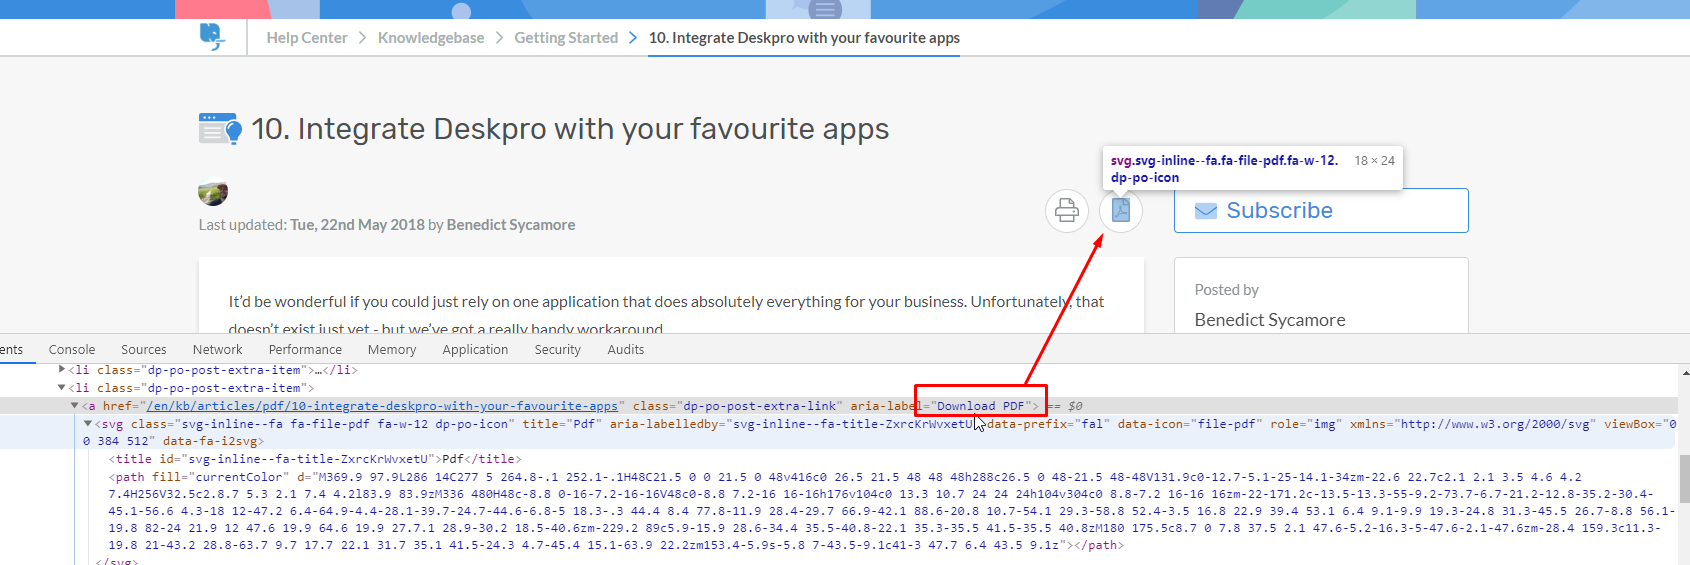 Help Center > Knowledgebase > Getting Started > 10. Integrate Deskpro with your favourite apps
10. Integrate Deskpro with your favourite apps
svg.svg-inline--fa.fa-file-pdf.fa-w-12.dp-po-icon 18 × 24
Last updated: Tue, 22nd May 2018 by Benedict Sycamore
Subscribe
It'd be wonderful if you could just rely on one application that does absolutely everything for your business. Unfortunately, that
doesn't exist just yet - but we've got a really handy workaround
Posted by
Benedict Sycamore
ents Console Sources Network Performance Memory Application Security Audits
<li class="dp-po-post-extra-item">…</li>
<li class="dp-po-post-extra-item">
<a href="/en/kb/articles/pdf/10-integrate-deskpro-with-your-favourite-apps" class="dp-po-post-extra-link" aria-label="Download PDF"> == $0
<svg class="svg-inline--fa fa-file-pdf fa-w-12 dp-po-icon" title="Pdf" aria-labelledby="svg-inline--fa-title-ZxrcKrWvxetU" data-prefix="fal" data-icon="file-pdf" role="img" xmlns="http://www.w3.org/2000/svg" viewBox="0
0 384 512" data-fa-i2svg>
<title id="svg-inline--fa-title-ZxrcKrWvxetU">Pdf</title>
<path fill="currentColor" d="M369.9 97.9L286 14C277 5 264.8-.1 252.1-.1H48C21.5 0 0 21.5 0 48v416c0 26.5 21.5 48 48 48h288c26.5 0 48-21.5 48-48V131.9c0-12.7-5.1-25-14.1-34zm-22.6 22.7c2.1 2.1 3.5 4.6 4.2
7.4H256V32.5c2.8.7 5.3 2.1 7.4 4.2l83.9 83.9zM336 480H48c-8.8 0-16-7.2-16-16V48c0-8.8 7.2-16 16-16h176v104c0 13.3 10.7 24 24 24h104v304c0 8.8-7.2 16-16 16zm-22-171.2c-13.5-13.3-55-9.2-73.7-6.7-21.2-12.8-35.2-30.4-
45.1-56.6 4.3-18 12-47.2 6.4-64.9-4.4-28.1-39.7-24.7-44.6-6.8-5 18.3-.3 44.4 8.4 77.8-11.9 28.4-29.7 66.9-42.1 88.6-20.8 10.7-54.1 29.3-58.8 52.4-3.5 16.8 22.9 39.4 53.1 6.4 9.1-9.9 19.3-24.8 31.3-45.5 26.7-8.8 56.1-
19.8 82-24 21.9 12 47.6 19.9 64.6 19.9 27.7.1 28.9-30.2 18.5-40.6zm-229.2 89c5.9-15.9 28.6-34.4 35.5-40.8-22.1 35.3-35.5 41.5-35.5 40.8zM180 175.5c8.7 0 7.8 37.5 2.1 47.6-5.2-16.3-5-47.6-2.1-47.6zm-28.4 159.3c11.3-
19.8 21-43.2 28.8-63.7 9.7 17.7 22.1 31.7 35.1 41.5-24.3 4.7-45.4 15.1-63.9 22.2zm153.4-5.9s-5.8 7-43.5-9.1c41-3 47.7 6.4 43.5 9.1z"></path>
</svg>